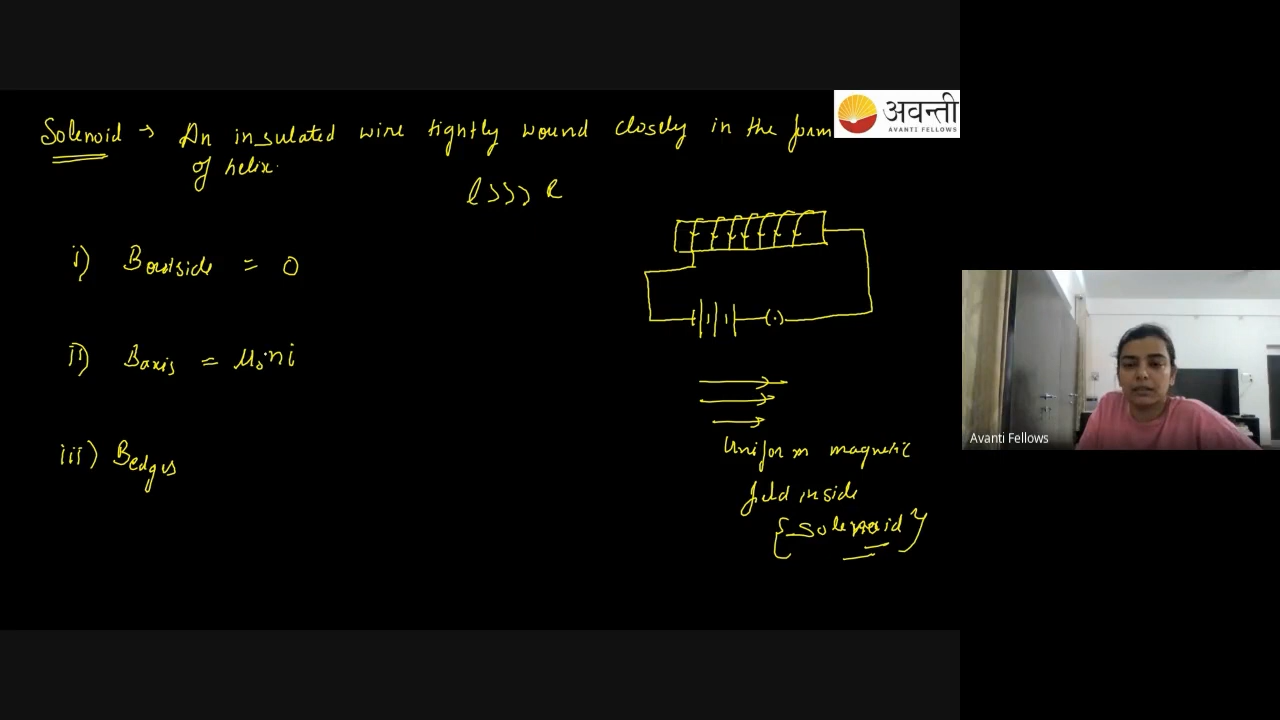 Solenoid → An insulated wire tightly wound closely in the form
of helix.
l >>> R
i) Boutside = 0
ii) Baxis = μ₀ni
iii) Bedges
Uniform magnetic
field inside
{Solenoid}
अवन्ती
AVANTI FELLOWS
Avanti Fellows